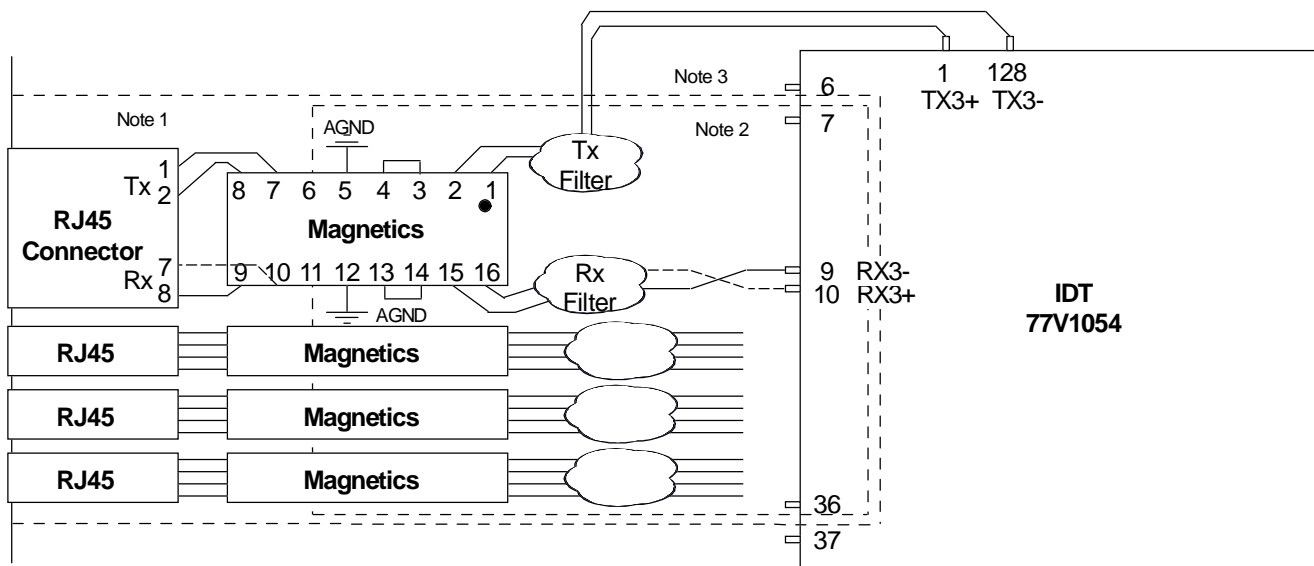 1 128
TX3+ TX3-
Note 3
6
7
Note 1
Note 2
AGND
Tx
Filter
1
Tx
2
RJ45
Connector
7
Rx
8
8 7 6 5 4 3 2 1
Magnetics
9 10 11 12 13 14 15 16
AGND
Rx
Filter
9 RX3-
10 RX3+
IDT
77V1054
RJ45 Magnetics
RJ45 Magnetics
RJ45 Magnetics
36
37